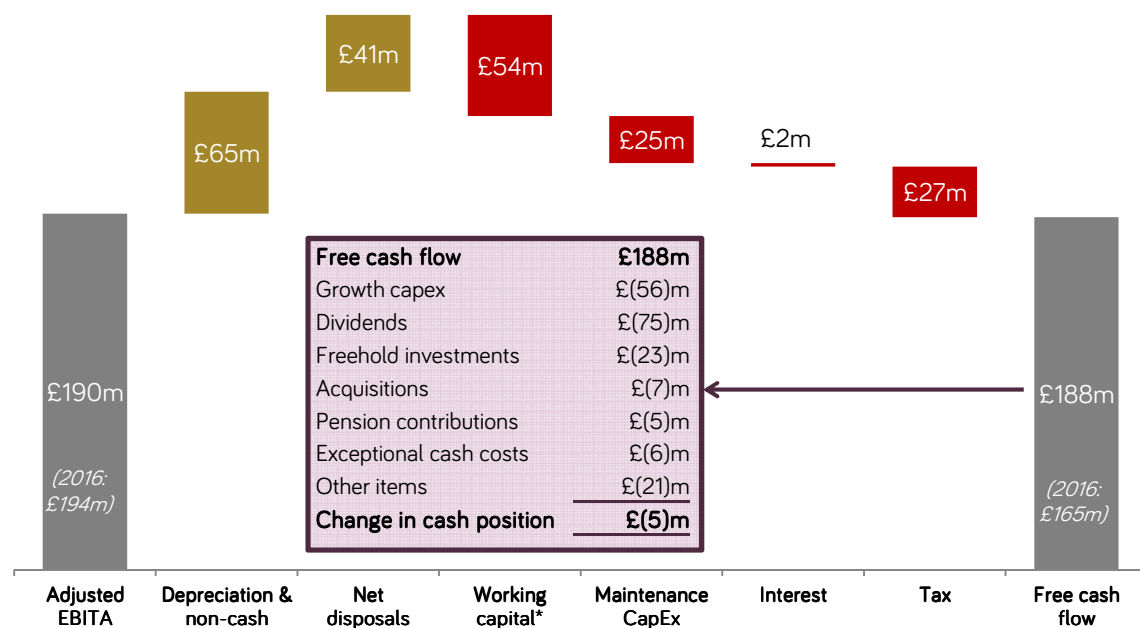 £41m
£54m
£65m
£25m
£2m
£27m
Free cash flow £188m
Growth capex £(56)m
Dividends £(75)m
Freehold investments £(23)m
Acquisitions £(7)m
Pension contributions £(5)m
Exceptional cash costs £(6)m
Other items £(21)m
Change in cash position £(5)m
£190m
(2016:
£194m)
£188m
(2016:
£165m)
Adjusted
EBITA
Depreciation &
non-cash
Net
disposals
Working
capital*
Maintenance
CapEx
Interest
Tax
Free cash
flow